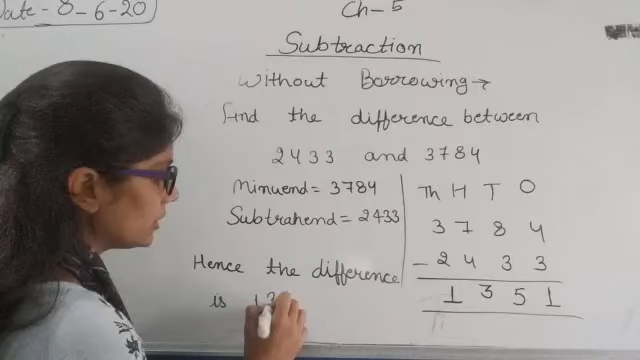 Date - 8-6-20
Ch-5
Subtraction
Without Borrowing→
Find the difference between
2433 and 3784
Minuend = 3784
Subtrahend = 2433
Hence the difference
is 13
Th H T O
3 7 8 4
- 2 4 3 3
1 3 5 1